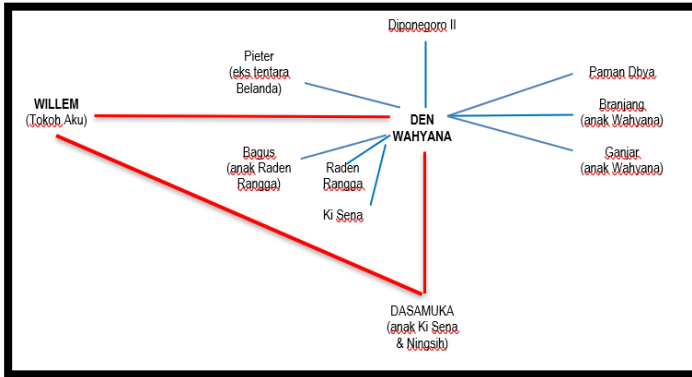 Diponegoro II
Pieter
(eks tentara
Belanda)
Paman Dbya
WILLEM
(Tokoh Aku)
Branjang
(anak Wahyana)
DEN
WAHYANA
Bagus
(anak Raden
Rangga)
Raden
Rangga
Ganjar
(anak Wahyana)
Ki Sena
DASAMUKA
(anak Ki Sena
& Ningsih)